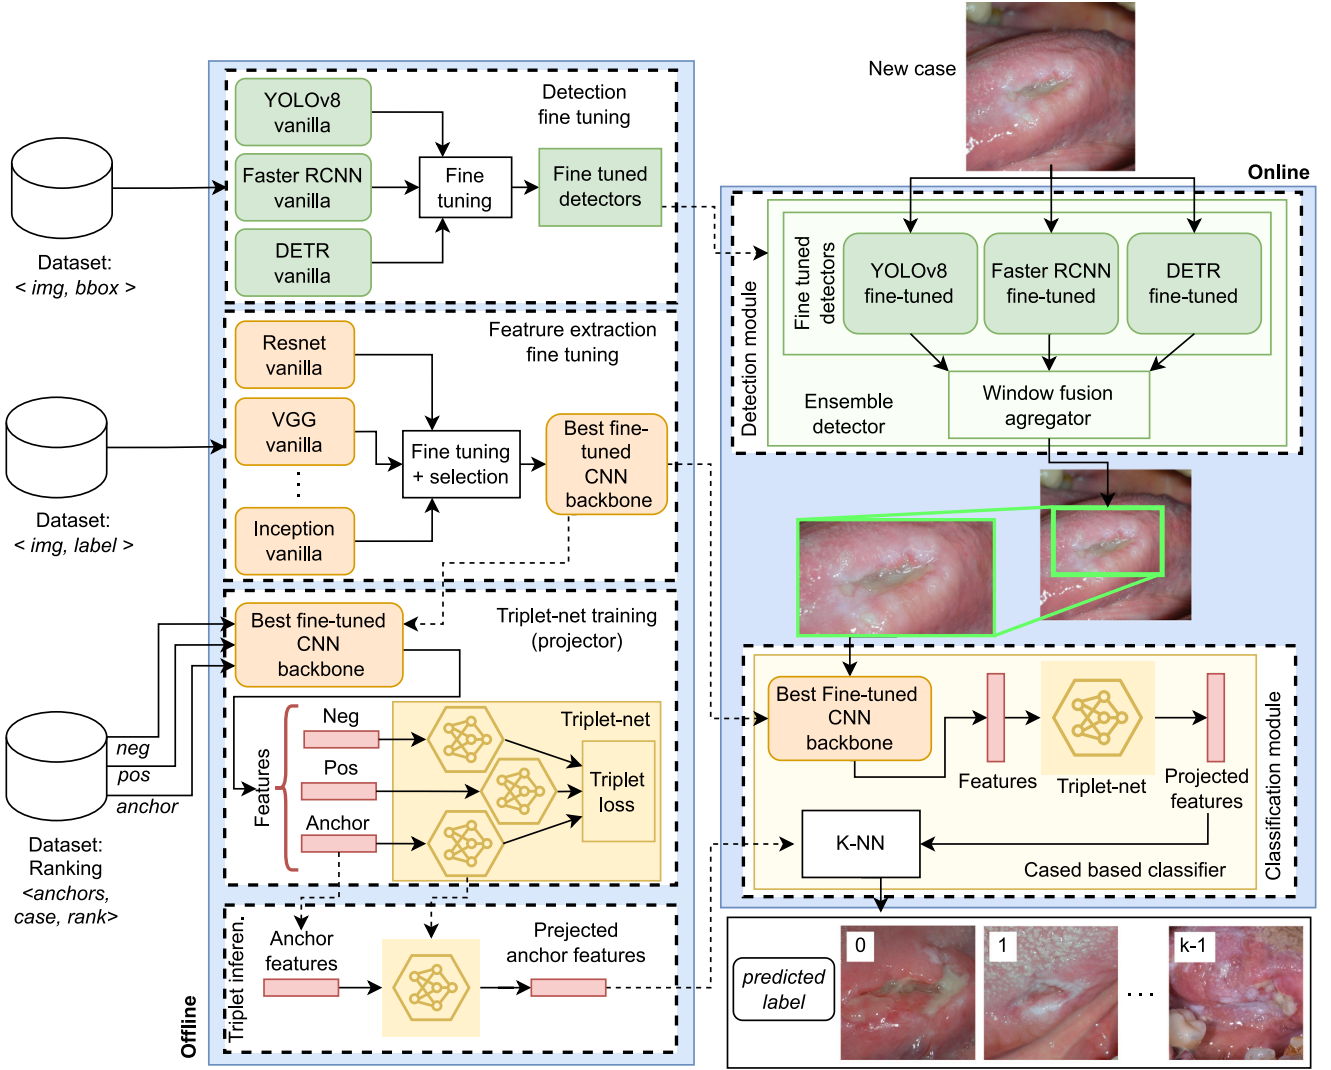 New case
Online
YOLOv8
vanilla
Detection
fine tuning
Faster RCNN
vanilla
Fine
tuning
Fine tuned
detectors
DETR
vanilla
Dataset:
< img, bbox >
Featrure extraction
fine tuning
Resnet
vanilla
VGG
vanilla
Fine tuning
+ selection
Best fine-
tuned
CNN
backbone
Inception
vanilla
Dataset:
< img, label >
Best fine-tuned
CNN
backbone
Triplet-net training
(projector)
neg
pos
anchor
Features
Neg
Pos
Anchor
Triplet-net
Triplet
loss
Dataset:
Ranking
<anchors,
case, rank>
Triplet inferen.
Anchor
features
Prejected
anchor features
Offline
Detection module
Fine tuned
detectors
YOLOv8
fine-tuned
Faster RCNN
fine-tuned
DETR
fine-tuned
Ensemble
detector
Window fusion
agregator
Classification module
Best Fine-tuned
CNN
backbone
Features
Triplet-net
Projected
features
K-NN
Cased based classifier
predicted
label
0
1
. . .
k-1